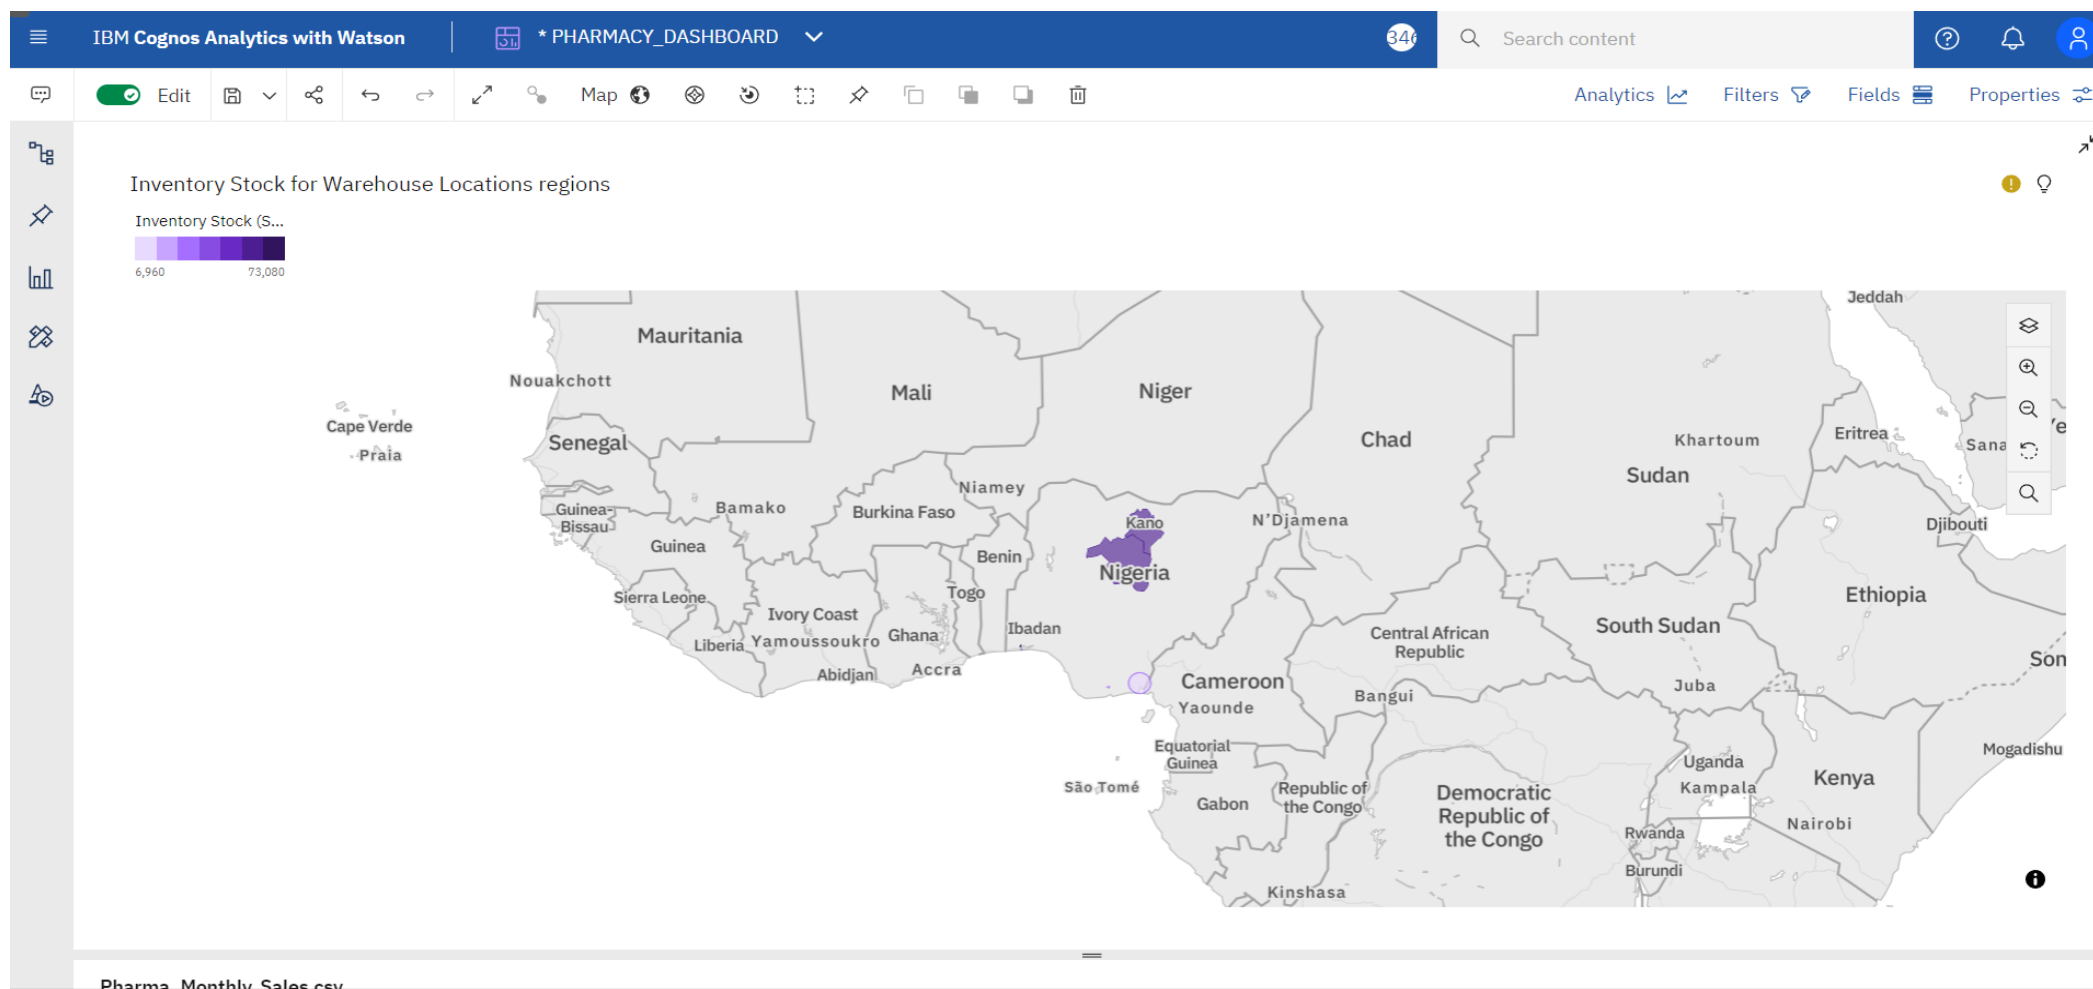 IBM Cognos Analytics with Watson
* PHARMACY_DASHBOARD
346
Search content
Edit
Map
Analytics
Filters
Fields
Properties
Inventory Stock for Warehouse Locations regions
Inventory Stock (S...
6,960 73,080
Jeddah
Mauritania
Nouakchott
Mali
Niger
Cape Verde
Praia
Senegal
Chad
Khartoum
Eritrea
Sana
Ye
Sudan
Niamey
Guinea-
Bissau
Bamako
Burkina Faso
Kano
N'Djamena
Djibouti
Guinea
Benin
Nigeria
Sierra Leone
Togo
Ethiopia
Ivory Coast
Ibadan
Liberia
Yamoussoukro
Ghana
Central African
Republic
South Sudan
Abidjan
Accra
Som
Cameroon
Yaounde
Bangui
Juba
Equatorial
Guinea
Mogadishu
São Tomé
Gabon
Republic of
the Congo
Democratic
Republic of
the Congo
Uganda
Kampala
Kenya
Rwanda
Nairobi
Burundi
Kinshasa
Pharma_Monthly_Sales.csv